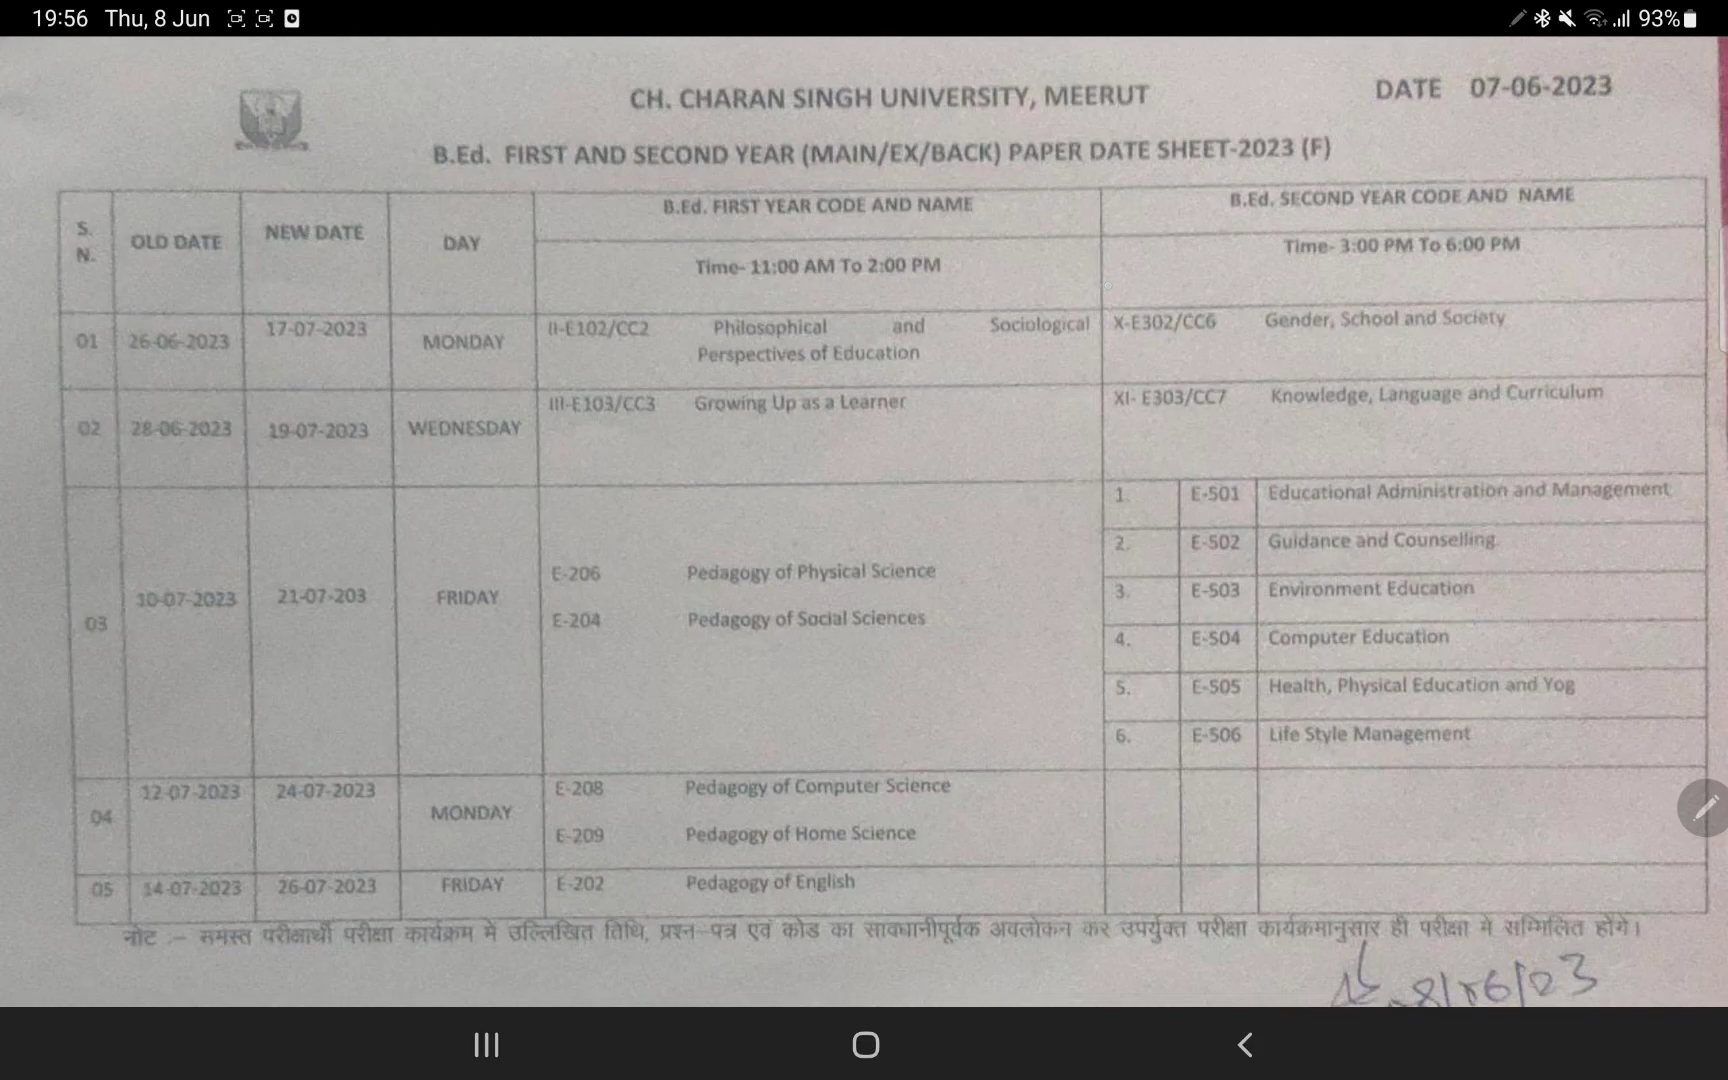 19:56 Thu, 8 Jun 93%
CH. CHARAN SINGH UNIVERSITY, MEERUT
DATE 07-06-2023
B.Ed. FIRST AND SECOND YEAR (MAIN/EX/BACK) PAPER DATE SHEET-2023 (F)
S. N. OLD DATE NEW DATE DAY B.Ed. FIRST YEAR CODE AND NAME B.Ed. SECOND YEAR CODE AND NAME
Time- 11:00 AM To 2:00 PM Time- 3:00 PM To 6:00 PM
01 26-06-2023 17-07-2023 MONDAY II-E102/CC2 Philosophical and Sociological X-E302/CC6 Gender, School and Society
Perspectives of Education
02 28-06-2023 19-07-2023 WEDNESDAY III-E103/CC3 Growing Up as a Learner XI- E303/CC7 Knowledge, Language and Curriculum
1. E-501 Educational Administration and Management
2. E-502 Guidance and Counselling.
03 10-07-2023 21-07-203 FRIDAY E-206 Pedagogy of Physical Science 3. E-503 Environment Education
E-204 Pedagogy of Social Sciences 4. E-504 Computer Education
5. E-505 Health, Physical Education and Yog
6. E-506 Life Style Management
04 12-07-2023 24-07-2023 MONDAY E-208 Pedagogy of Computer Science
E-209 Pedagogy of Home Science
05 14-07-2023 26-07-2023 FRIDAY E-202 Pedagogy of English
नोट :- समस्त परीक्षार्थी परीक्षा कार्यक्रम में उल्लिखित तिथि, प्रश्न-पत्र एवं कोड का सावधानीपूर्वक अवलोकन कर उपर्युक्त परीक्षा कार्यक्रमानुसार ही परीक्षा मे सम्मिलित होंगे।
8/06/23